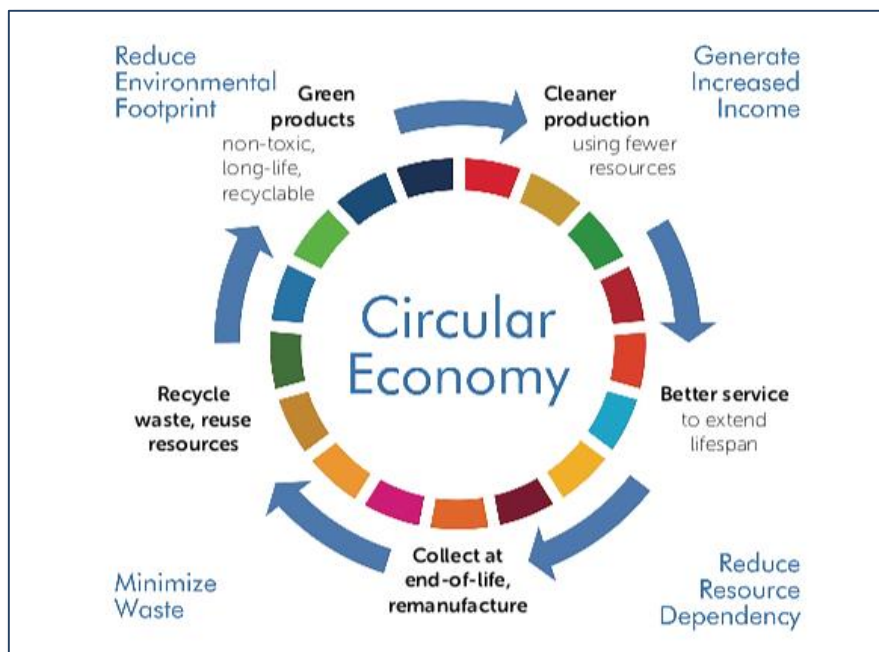 Reduce
Environmental
Footprint
Generate
Increased
Income
Green
products
non-toxic,
long-life,
recyclable
Cleaner
production
using fewer
resources
Circular
Economy
Recycle
waste, reuse
resources
Better service
to extend
lifespan
Collect at
end-of-life,
remanufacture
Minimize
Waste
Reduce
Resource
Dependency